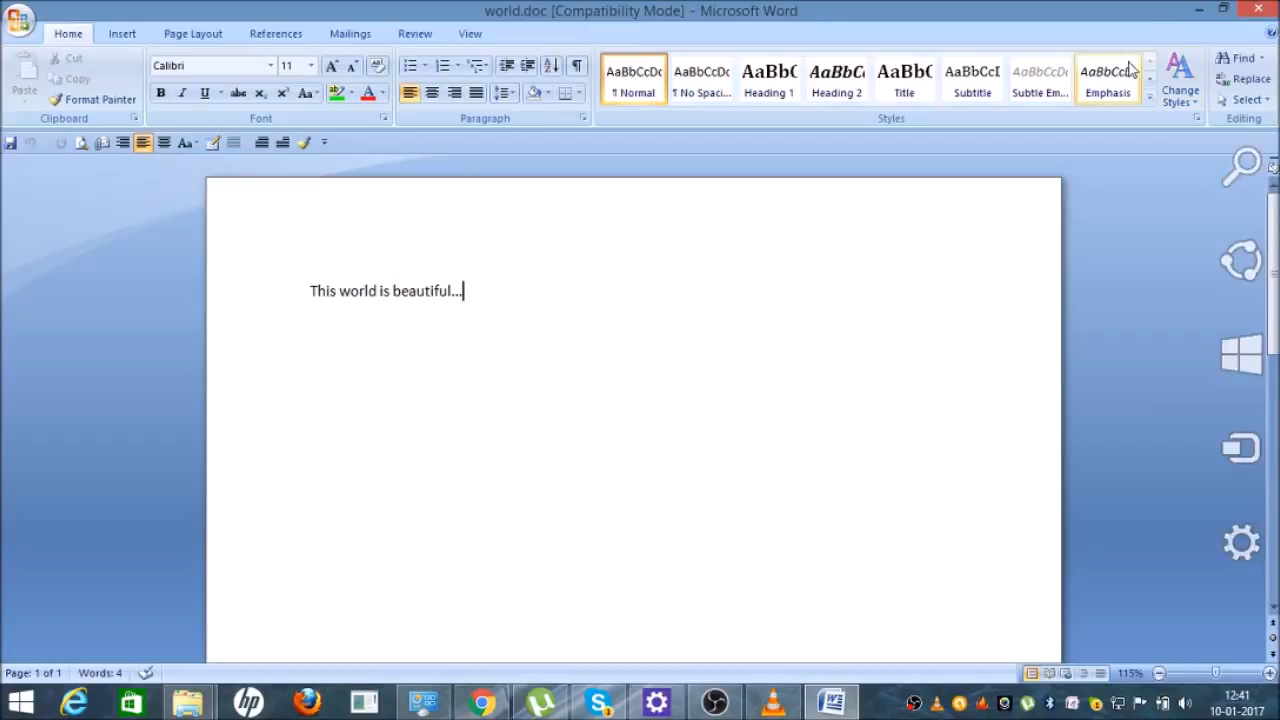 world.doc [Compatibility Mode] - Microsoft Word
Home Insert Page Layout References Mailings Review View
Cut
Copy
Paste
Format Painter
Clipboard
Calibri 11
Font
Paragraph
AaBbCcDc AaBbCcDc AaBbC AaBbCc AaBbC AaBbCcI AaBbCcDc AaBbCcD
¶ Normal ¶ No Spaci... Heading 1 Heading 2 Title Subtitle Subtle Em... Emphasis
Change
Styles
Styles
Find
Replace
Select
Editing
This world is beautiful...
Page: 1 of 1 Words: 4 115%
12:41
10-01-2017